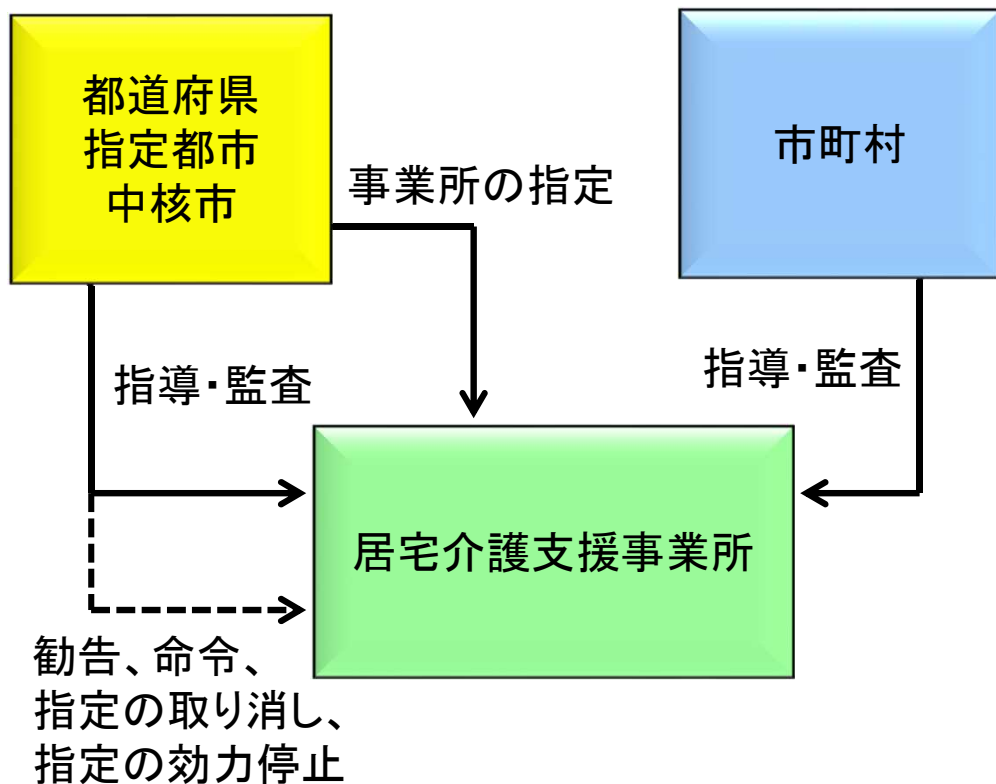 都道府県
指定都市
中核市
市町村
事業所の指定
指導・監査
指導・監査
居宅介護支援事業所
勧告、命令、
指定の取り消し、
指定の効力停止